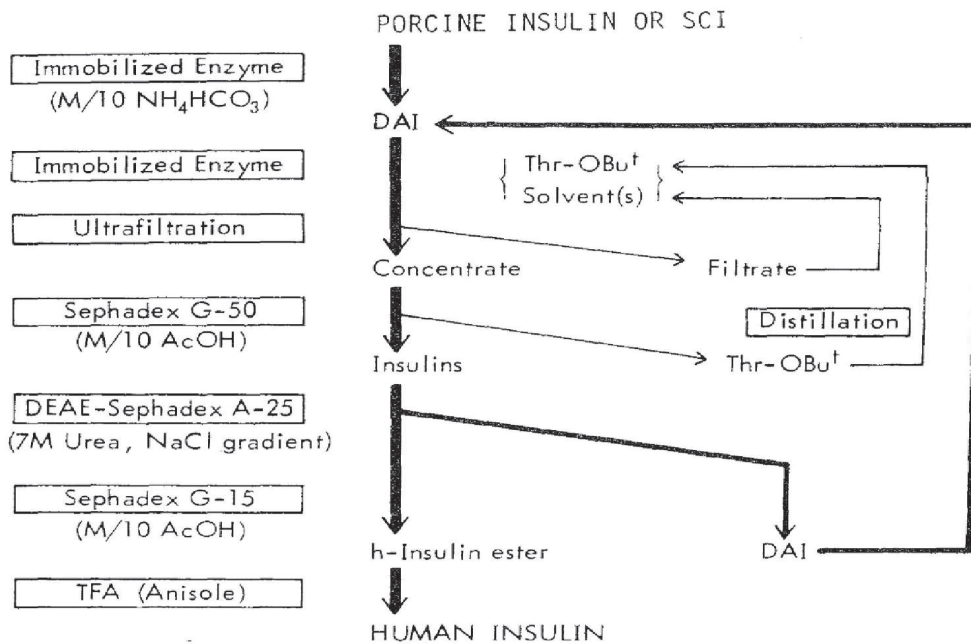 PORCINE INSULIN OR SCI
Immobilized Enzyme
(M/10 NH₄HCO₃)
DAI
Immobilized Enzyme
Thr-OBuᵗ
Solvent(s)
Ultrafiltration
Concentrate
Filtrate
Sephadex G-50
(M/10 AcOH)
Distillation
Insulins
Thr-OBuᵗ
DEAE-Sephadex A-25
(7M Urea, NaCl gradient)
Sephadex G-15
(M/10 AcOH)
h-Insulin ester
DAI
TFA (Anisole)
HUMAN INSULIN